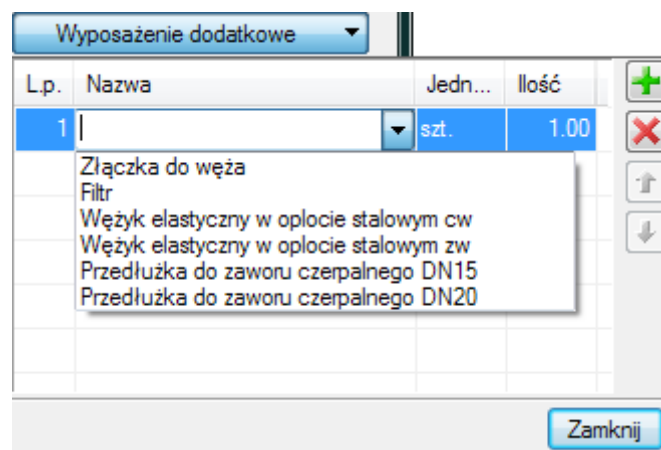 Wyposażenie dodatkowe
L.p. Nazwa Jedn... Ilość
1 szt. 1.00
Złączka do węża
Filtr
Wężyk elastyczny w oplocie stalowym cw
Wężyk elastyczny w oplocie stalowym zw
Przedłużka do zaworu czerpalnego DN15
Przedłużka do zaworu czerpalnego DN20
Zamknij